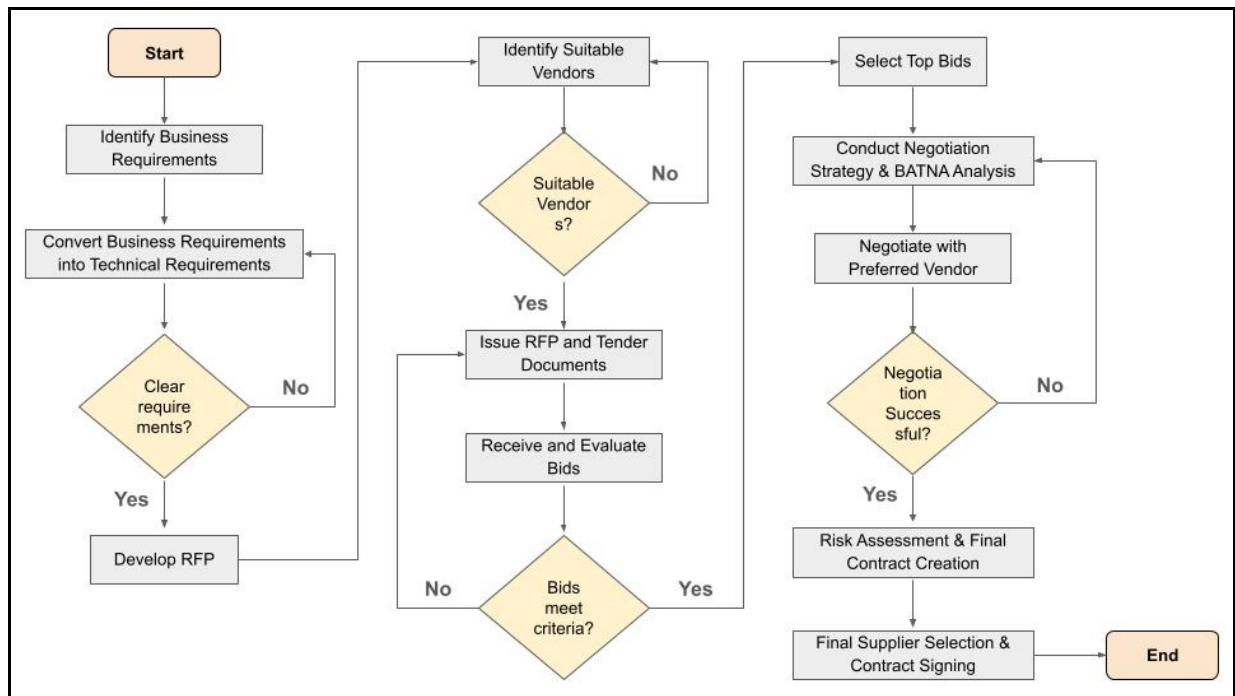 Start
Identify Business
Requirements
Convert Business Requirements
into Technical Requirements
Clear
require
ments?
No
Yes
Develop RFP
Identify Suitable
Vendors
Suitable
Vendor
s?
No
Yes
Issue RFP and Tender
Documents
Receive and Evaluate
Bids
Bids
meet
criteria?
No
Yes
Select Top Bids
Conduct Negotiation
Strategy & BATNA Analysis
Negotiate with
Preferred Vendor
Negotia
tion
Succes
sful?
No
Yes
Risk Assessment & Final
Contract Creation
Final Supplier Selection &
Contract Signing
End